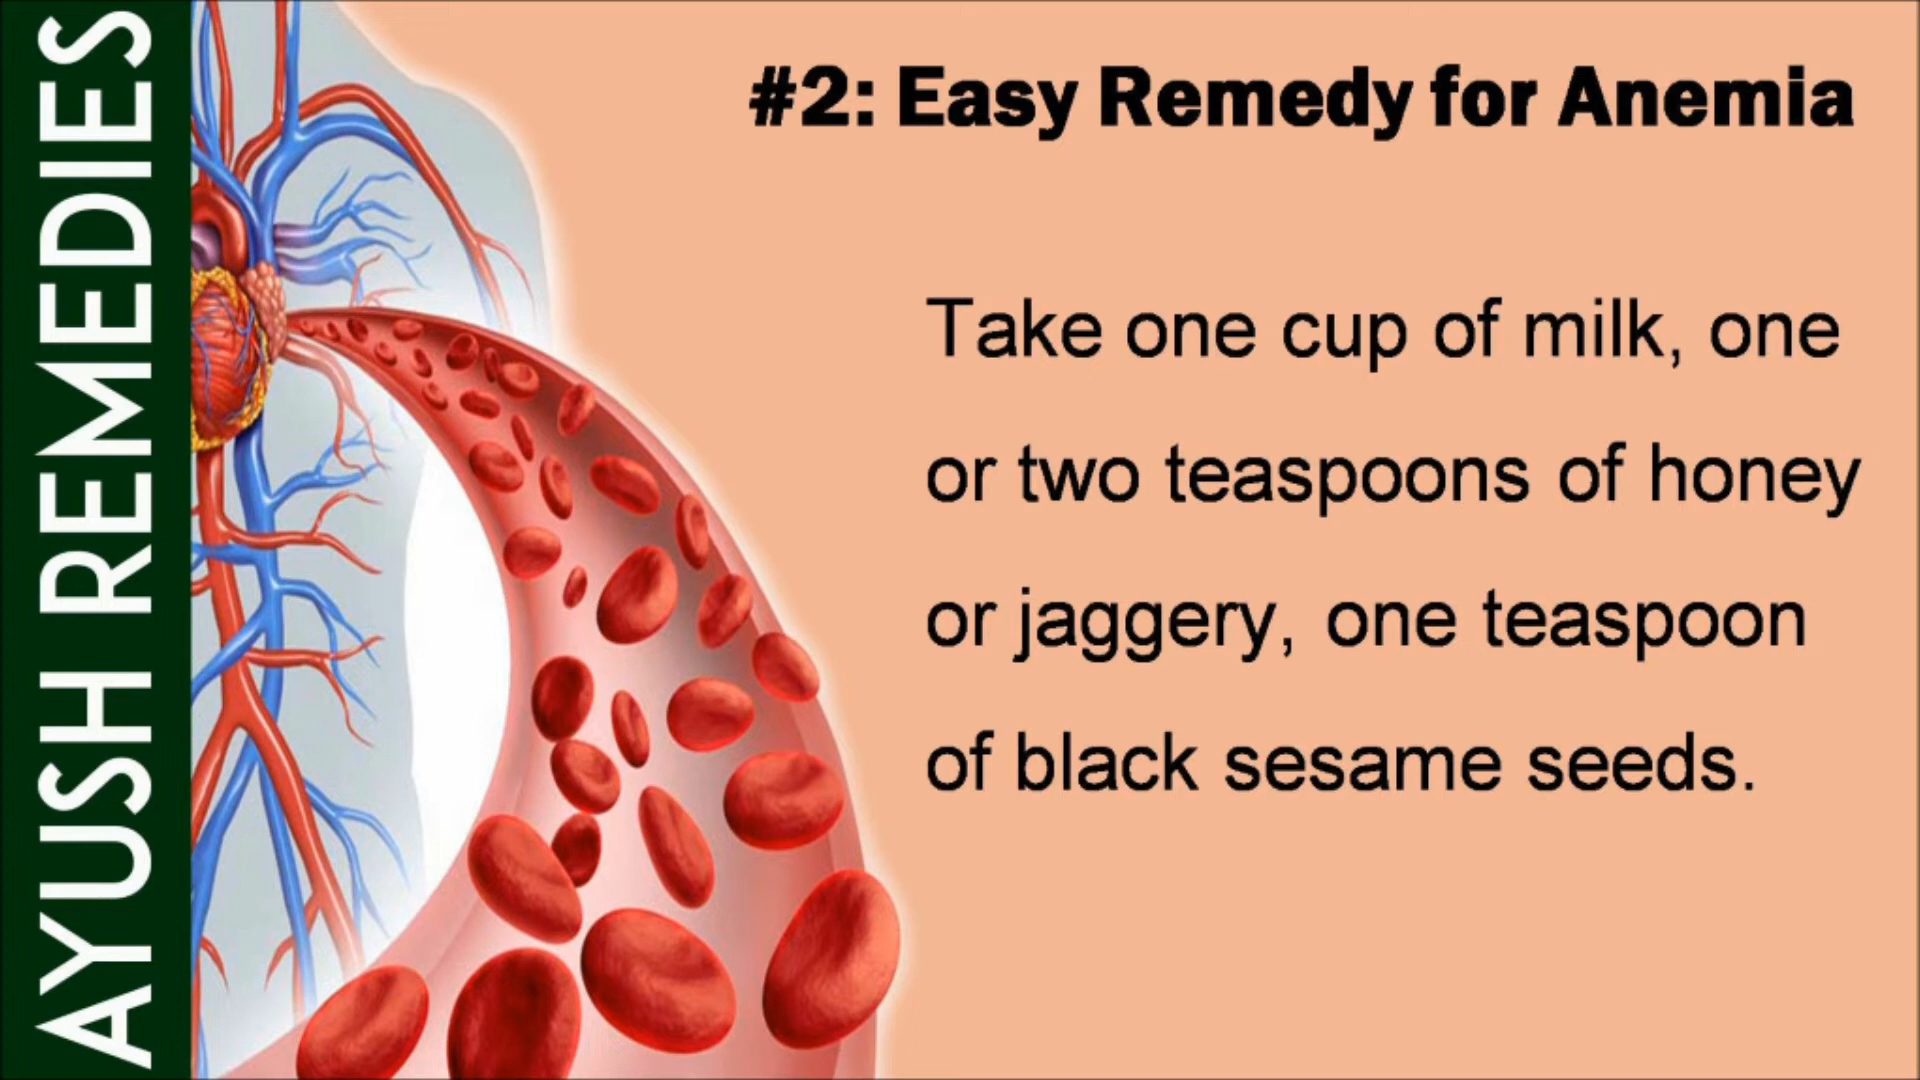 AYUSH REMEDIES
#2: Easy Remedy for Anemia
Take one cup of milk, one
or two teaspoons of honey
or jaggery, one teaspoon
of black sesame seeds.